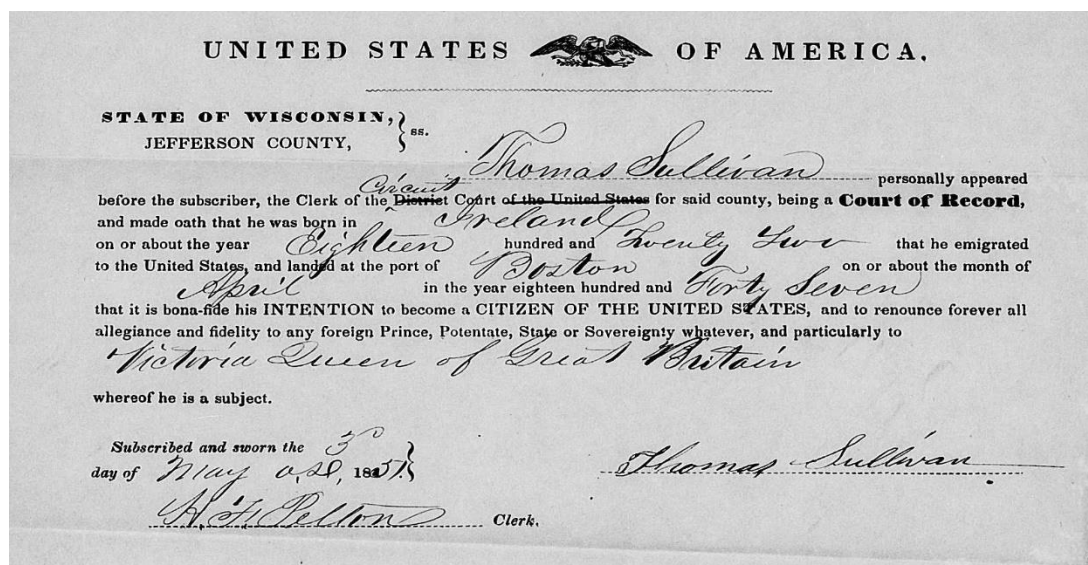 UNITED STATES OF AMERICA.
STATE OF WISCONSIN,
JEFFERSON COUNTY, } ss.
Thomas Sullivan personally appeared
Circuit
before the subscriber, the Clerk of the District Court of the United States for said county, being a Court of Record,
and made oath that he was born in Ireland
on or about the year Eighteen hundred and Twenty Two that he emigrated
to the United States, and landed at the port of Boston on or about the month of
April in the year eighteen hundred and Forty Seven
that it is bona-fide his INTENTION to become a CITIZEN OF THE UNITED STATES, and to renounce forever all
allegiance and fidelity to any foreign Prince, Potentate, State or Sovereignty whatever, and particularly to
Victoria Queen of Great Britain
whereof he is a subject.
Subscribed and sworn the 3
day of May 1851.
Thomas Sullivan
H. F. Pelton Clerk.